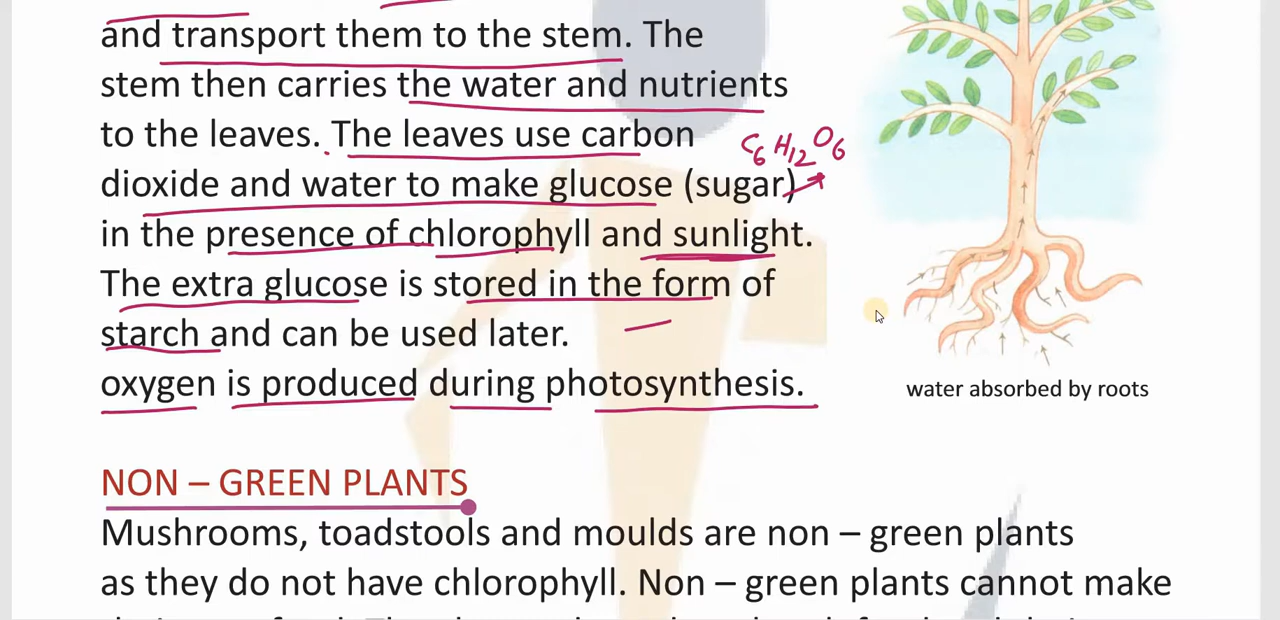 and transport them to the stem. The
stem then carries the water and nutrients
to the leaves. The leaves use carbon
C6H12O6
dioxide and water to make glucose (sugar)
in the presence of chlorophyll and sunlight.
The extra glucose is stored in the form of
starch and can be used later.
oxygen is produced during photosynthesis.
water absorbed by roots
NON – GREEN PLANTS
Mushrooms, toadstools and moulds are non – green plants
as they do not have chlorophyll. Non – green plants cannot make